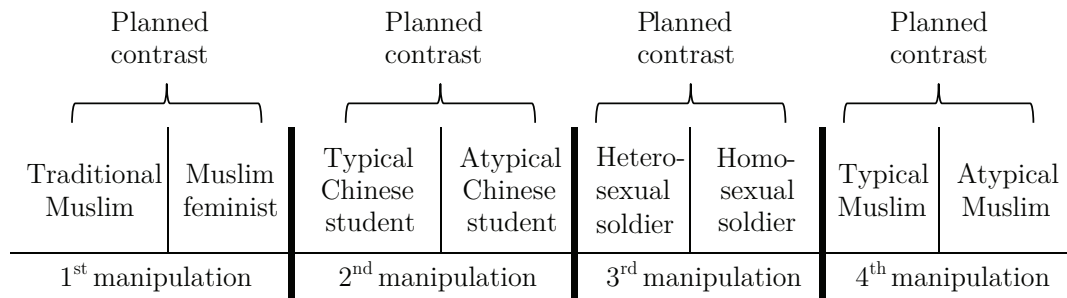 Planned
contrast
Planned
contrast
Planned
contrast
Planned
contrast
Traditional
Muslim
Muslim
feminist
Typical
Chinese
student
Atypical
Chinese
student
Hetero-
sexual
soldier
Homo-
sexual
soldier
Typical
Muslim
Atypical
Muslim
1st manipulation
2nd manipulation
3rd manipulation
4th manipulation